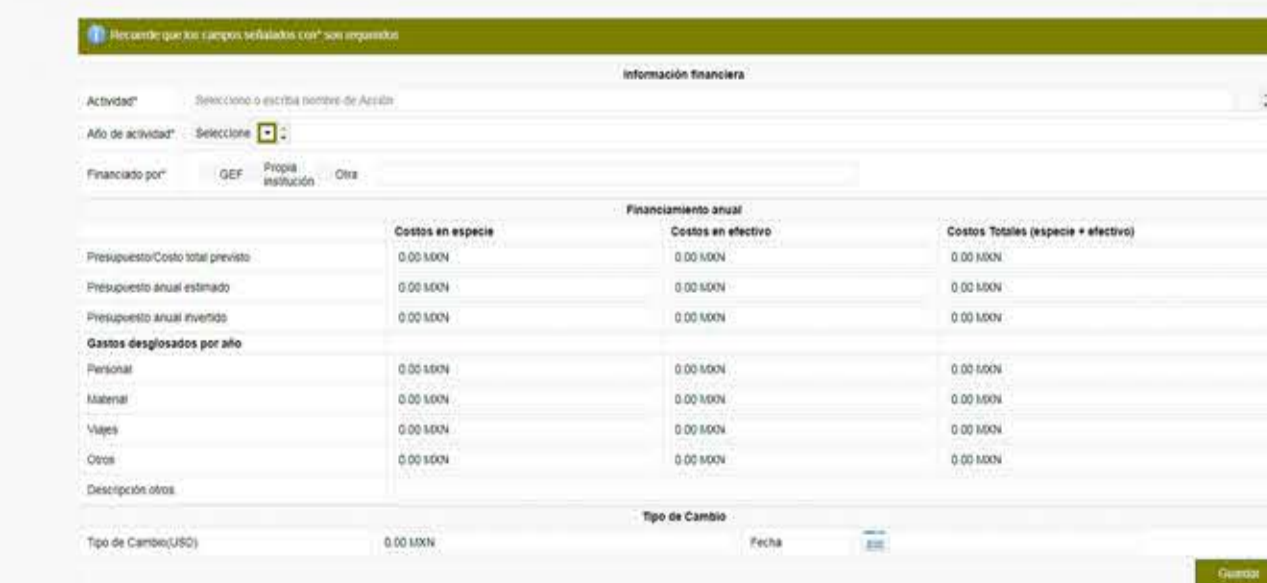 Recuerde que los campos señalados con* son requeridos
Información financiera
Actividad* Seleccione o escriba nombre de Acción
Año de actividad* Seleccione
Financiado por* GEF Propia institución Otra
Financiamiento anual
Costos en especie Costos en efectivo Costos Totales (especie + efectivo)
Presupuesto/Costo total previsto 0.00 MXN 0.00 MXN 0.00 MXN
Presupuesto anual estimado 0.00 MXN 0.00 MXN 0.00 MXN
Presupuesto anual invertido 0.00 MXN 0.00 MXN 0.00 MXN
Gastos desglosados por año
Personal 0.00 MXN 0.00 MXN 0.00 MXN
Material 0.00 MXN 0.00 MXN 0.00 MXN
Viajes 0.00 MXN 0.00 MXN 0.00 MXN
Otros 0.00 MXN 0.00 MXN 0.00 MXN
Descripción otros
Tipo de Cambio
Tipo de Cambio(USD) 0.00 MXN Fecha
Guardar